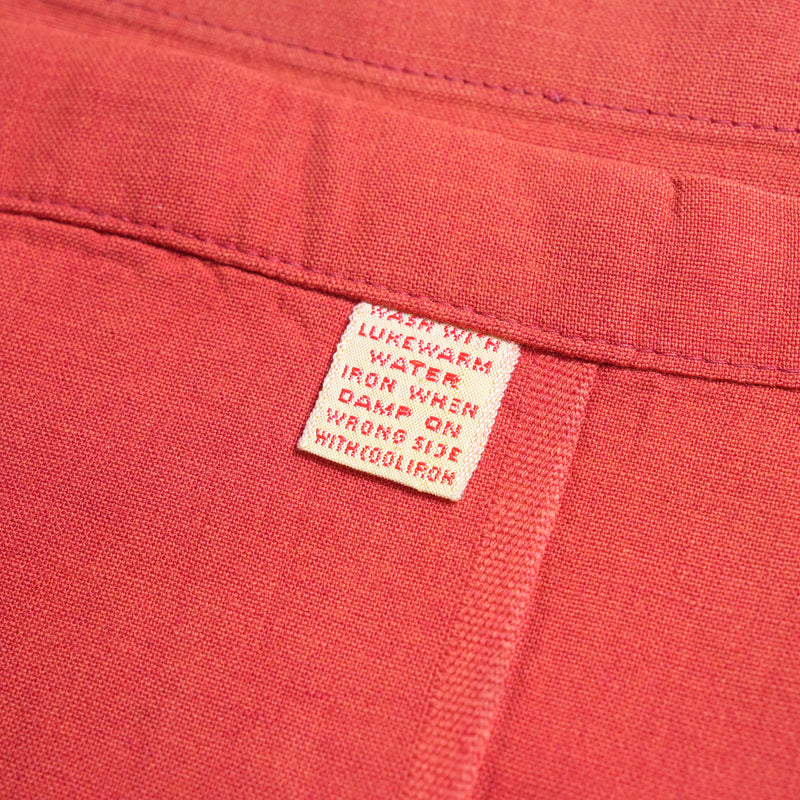 WASH WITH
LUKEWARM
WATER
IRON WHEN
DAMP ON
WRONG SIDE
WITH COOL IRON